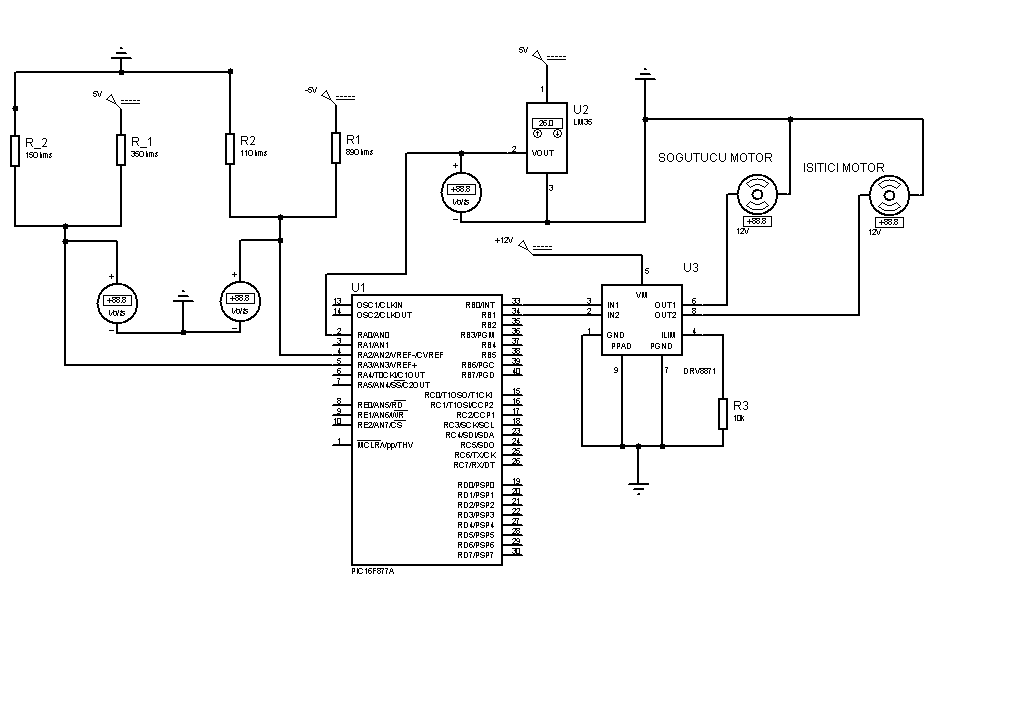 5V
R_2
15Ohms
R_1
35Ohms
R2
11Ohms
-5V
R1
89Ohms
+88.8
Volts
+
−
+88.8
Volts
+
−
5V
1
U2
LM35
26.0
2
VOUT
3
+88.8
Volts
+
−
SOGUTUCU MOTOR
+88.8
12V
ISITICI MOTOR
+88.8
12V
+12V
5
U3
VM
3 IN1 OUT1 6
2 IN2 OUT2 8
1 GND ILIM 4
PPAD PGND
9 7
DRV8871
R3
10k
U1
13 OSC1/CLKIN RB0/INT 33
14 OSC2/CLKOUT RB1 34
RB2 35
2 RA0/AN0 RB3/PGM 36
3 RA1/AN1 RB4 37
4 RA2/AN2/VREF-/CVREF RB5 38
5 RA3/AN3/VREF+ RB6/PGC 39
6 RA4/T0CKI/C1OUT RB7/PGD 40
7 RA5/AN4/SS/C2OUT
RC0/T1OSO/T1CKI 15
8 RE0/AN5/RD RC1/T1OSI/CCP2 16
9 RE1/AN6/WR RC2/CCP1 17
10 RE2/AN7/CS RC3/SCK/SCL 18
RC4/SDI/SDA 23
1 MCLR/Vpp/THV RC5/SDO 24
RC6/TX/CK 25
RC7/RX/DT 26
RD0/PSP0 19
RD1/PSP1 20
RD2/PSP2 21
RD3/PSP3 22
RD4/PSP4 27
RD5/PSP5 28
RD6/PSP6 29
RD7/PSP7 30
PIC16F877A